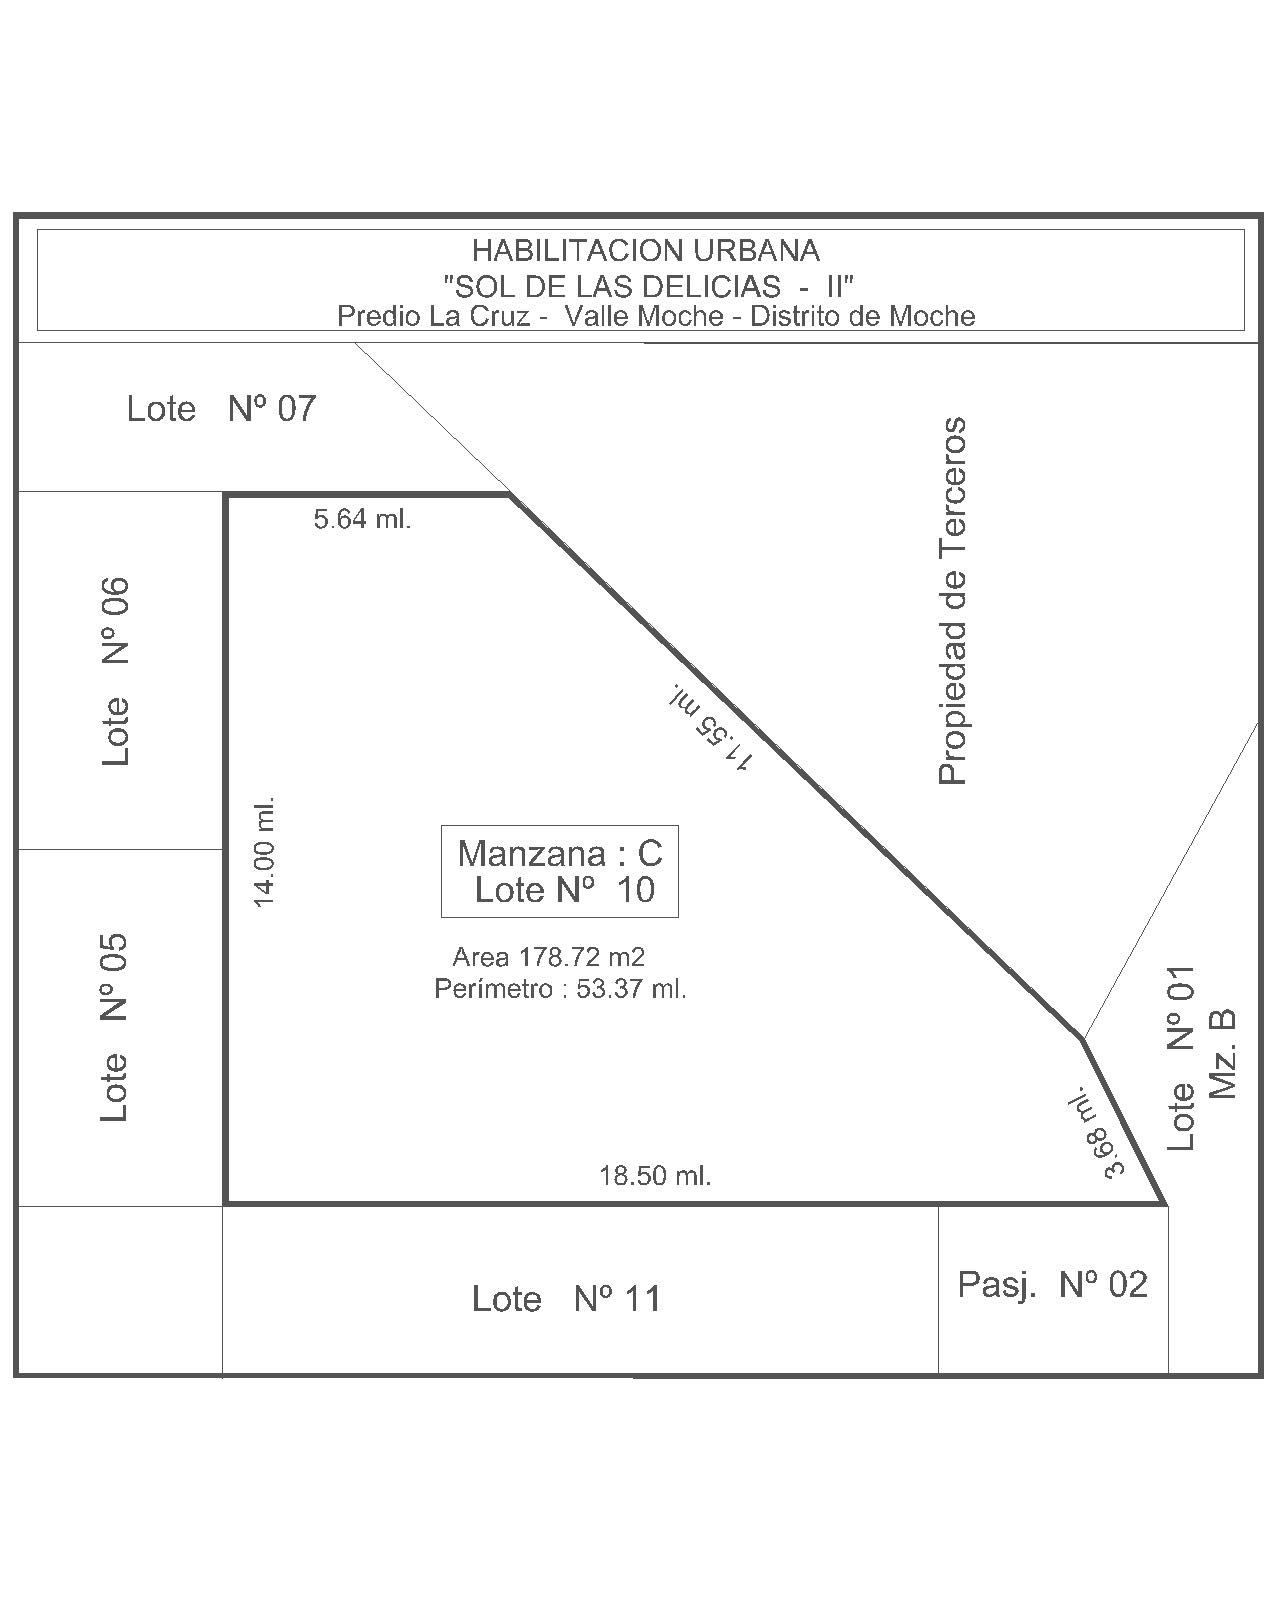 HABILITACION URBANA
"SOL DE LAS DELICIAS - II"
Predio La Cruz - Valle Moche - Distrito de Moche
Lote Nº 07
5.64 ml.
Propiedad de Terceros
Lote Nº 06
11.55 ml.
14.00 ml.
Manzana : C
Lote Nº 10
Area 178.72 m2
Perímetro : 53.37 ml.
Lote Nº 05
Lote Nº 01
Mz. B
3.68 ml.
18.50 ml.
Lote Nº 11
Pasj. Nº 02